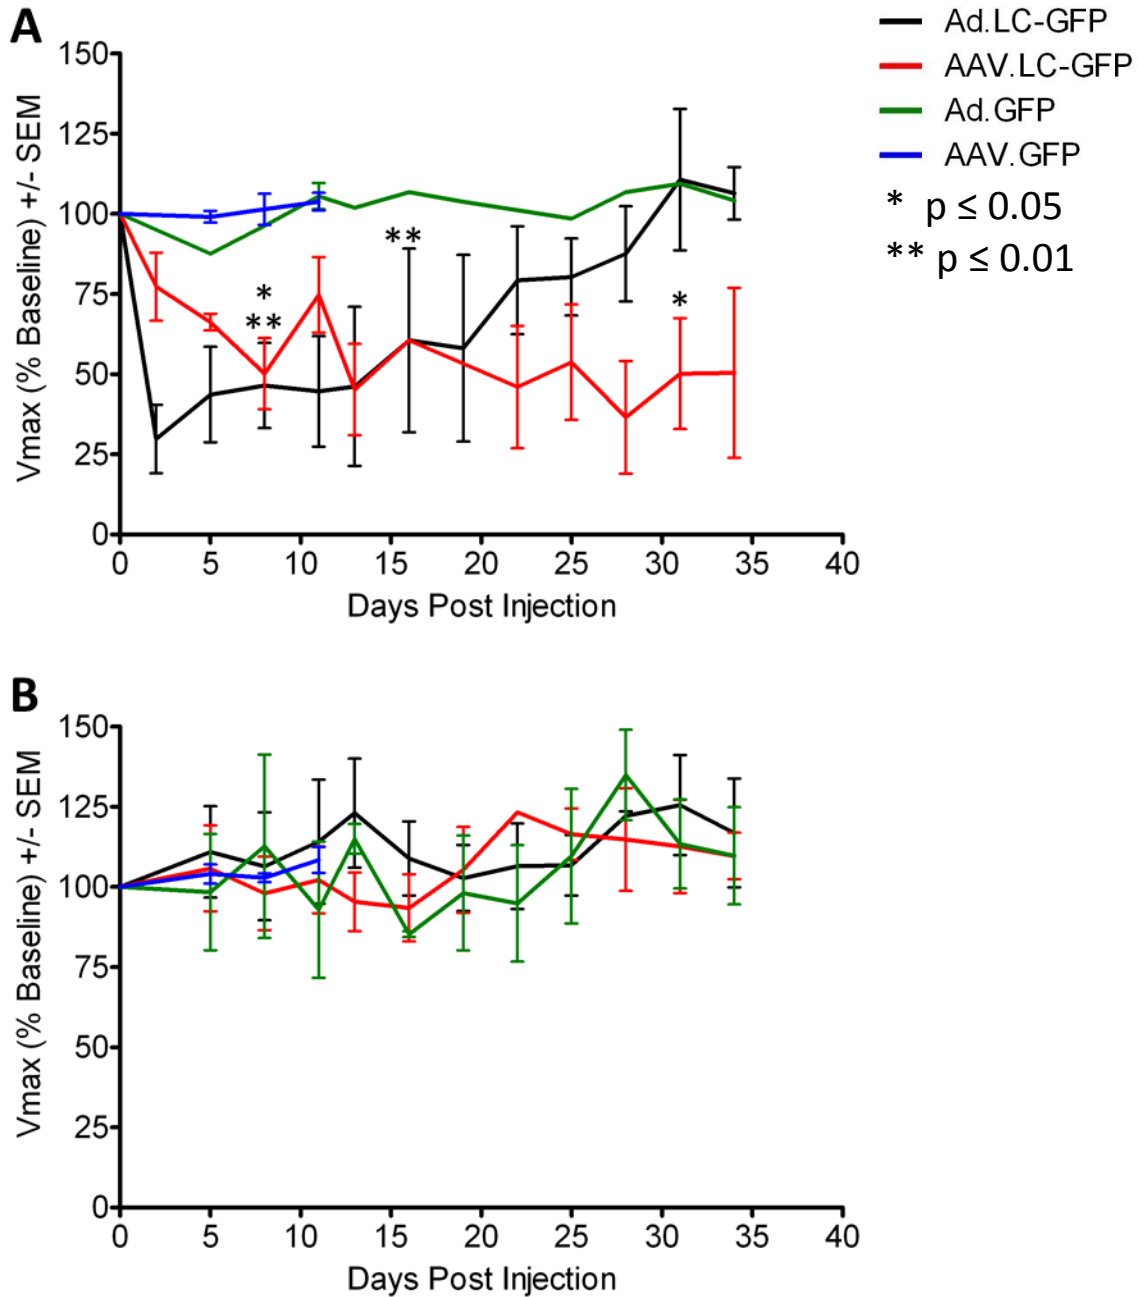 A
Ad.LC-GFP
AAV.LC-GFP
Ad.GFP
AAV.GFP
* p ≤ 0.05
** p ≤ 0.01
Vmax (% Baseline) +/- SEM
150
125
100
75
50
25
0
**
*
**
*
0 5 10 15 20 25 30 35 40
Days Post Injection
B
Vmax (% Baseline) +/- SEM
150
125
100
75
50
25
0
0 5 10 15 20 25 30 35 40
Days Post Injection